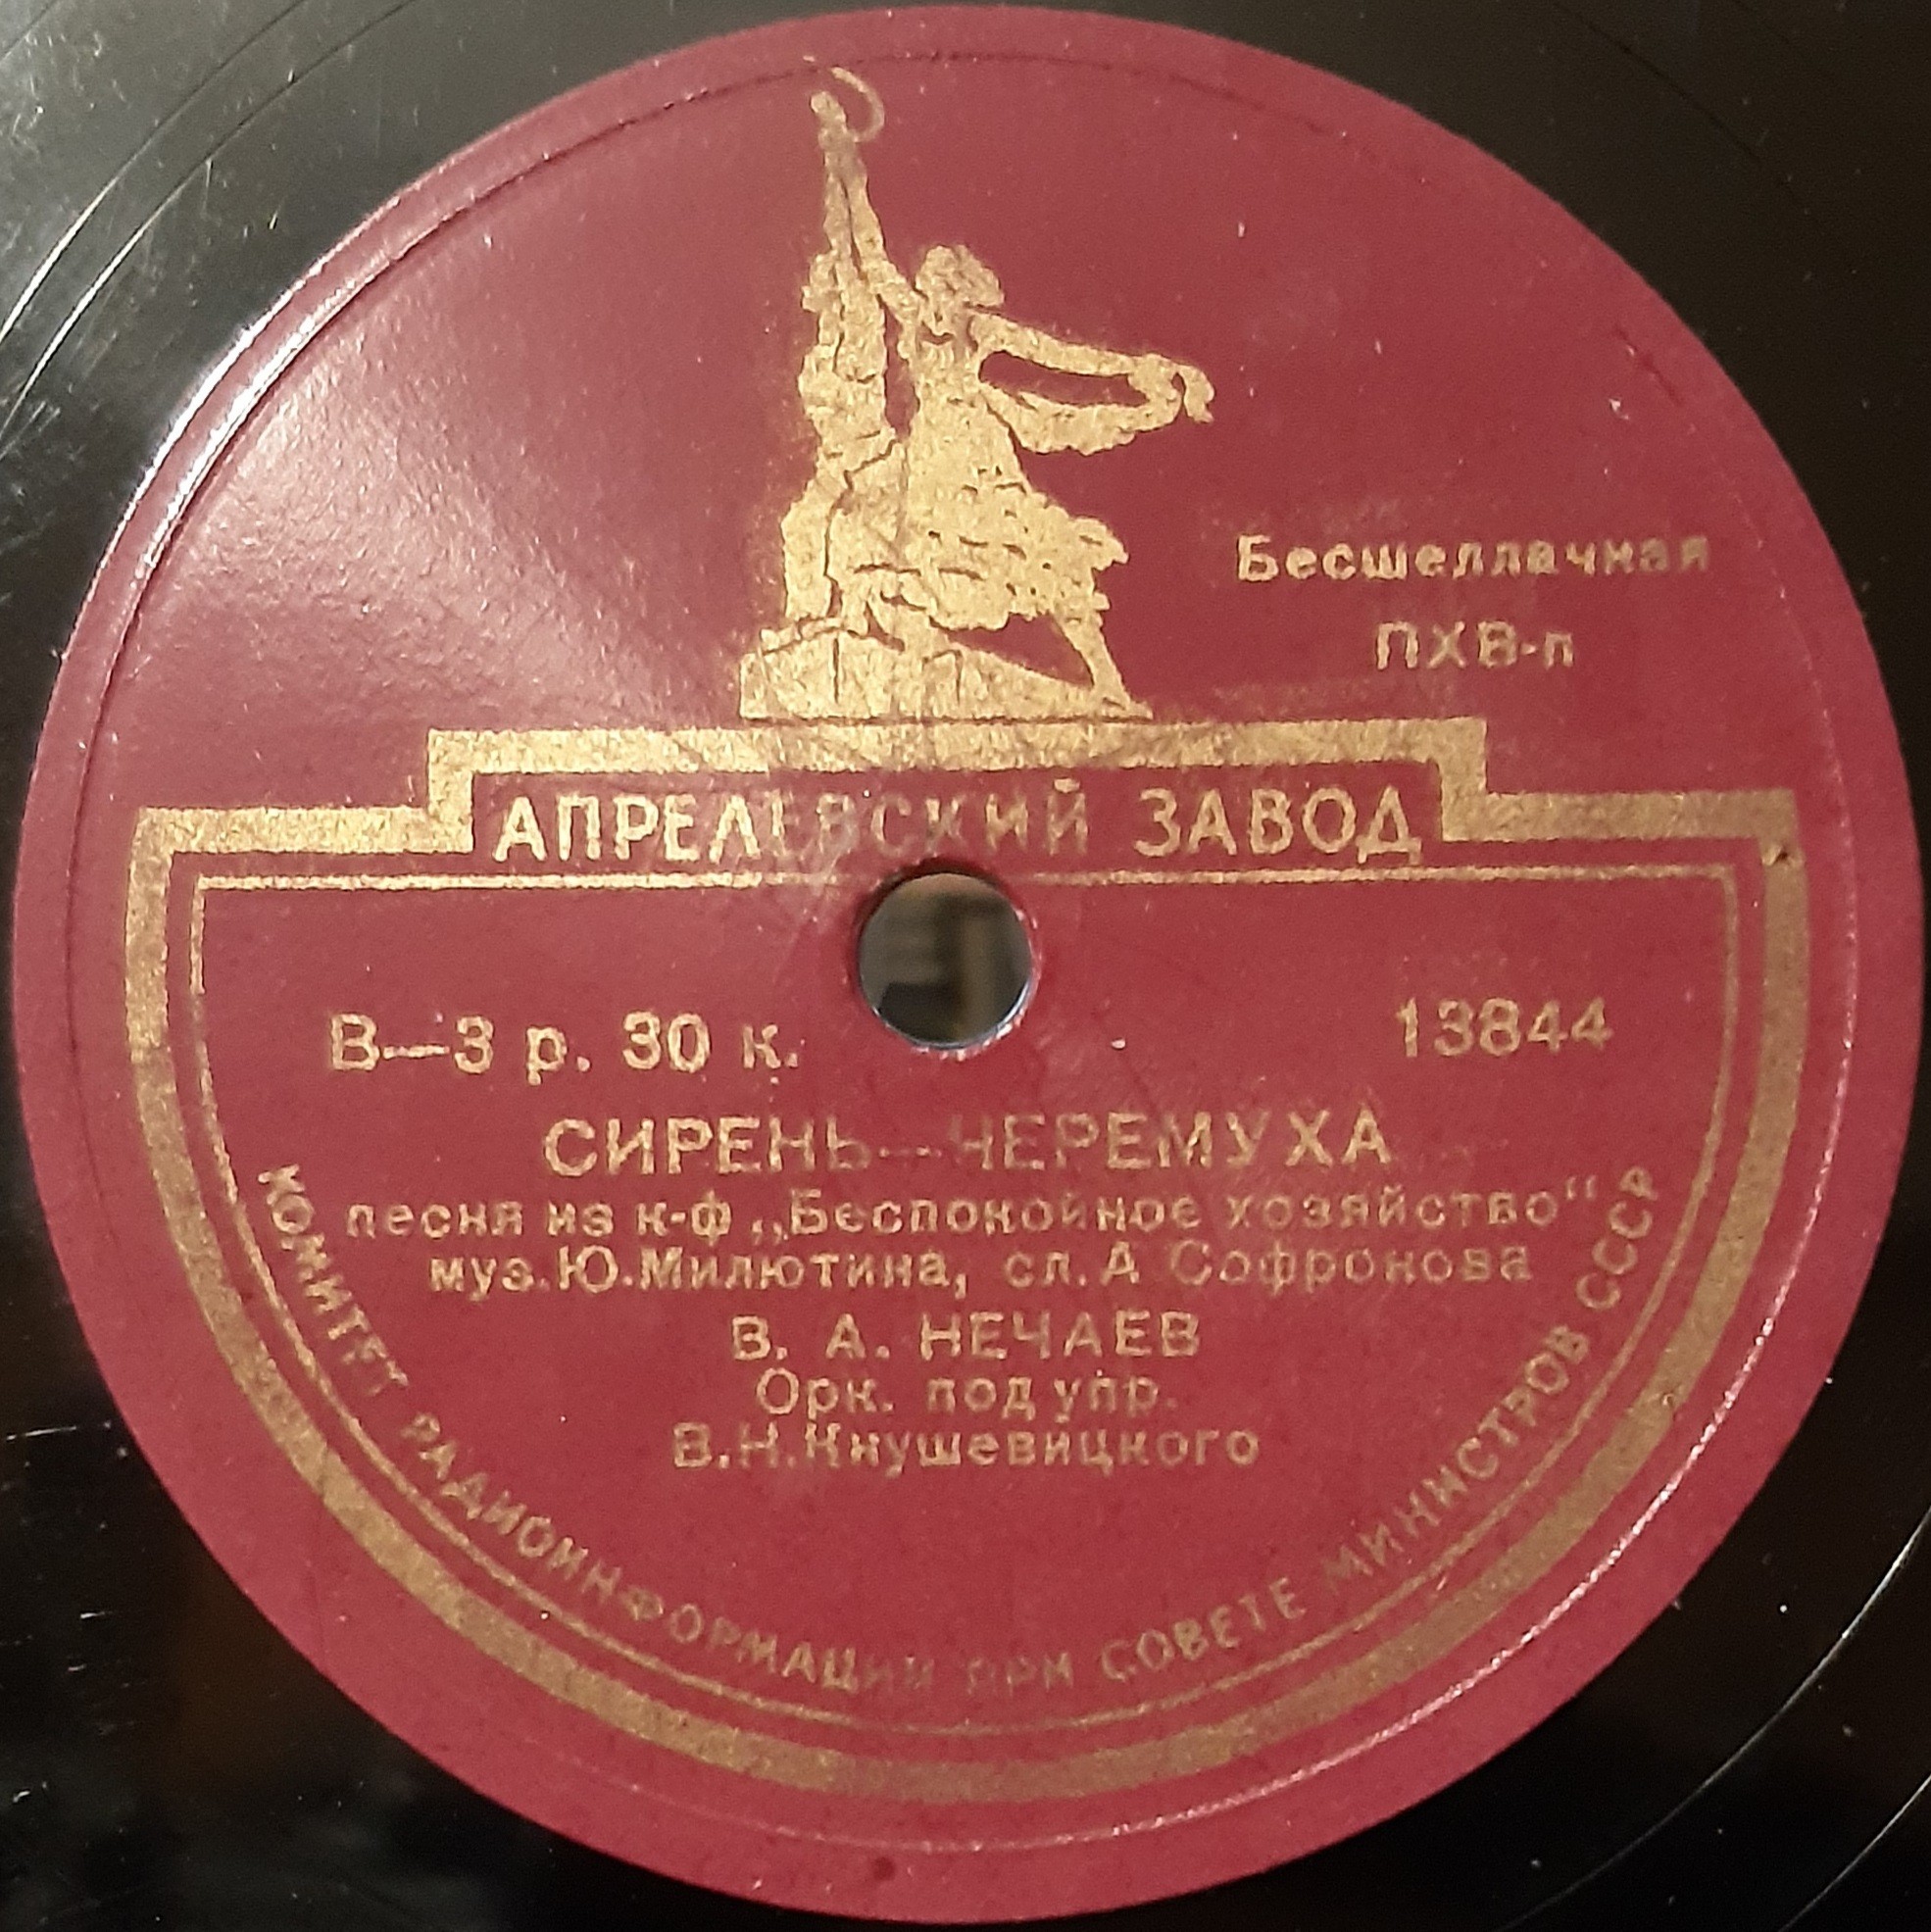 Бесшеллачная
ПХВ-п
АПРЕЛЕВСКИЙ ЗАВОД
В—3 р. 30 к.
13844
СИРЕНЬ—ЧЕРЕМУХА
песня из к-ф „Беспокойное хозяйство“
муз.Ю.Милютина, сл.А Софронова
В. А. НЕЧАЕВ
Орк. под упр.
В.Н.Кнушевицкого
КОМИТЕТ РАДИОИНФОРМАЦИИ ПРИ СОВЕТЕ МИНИСТРОВ СССР